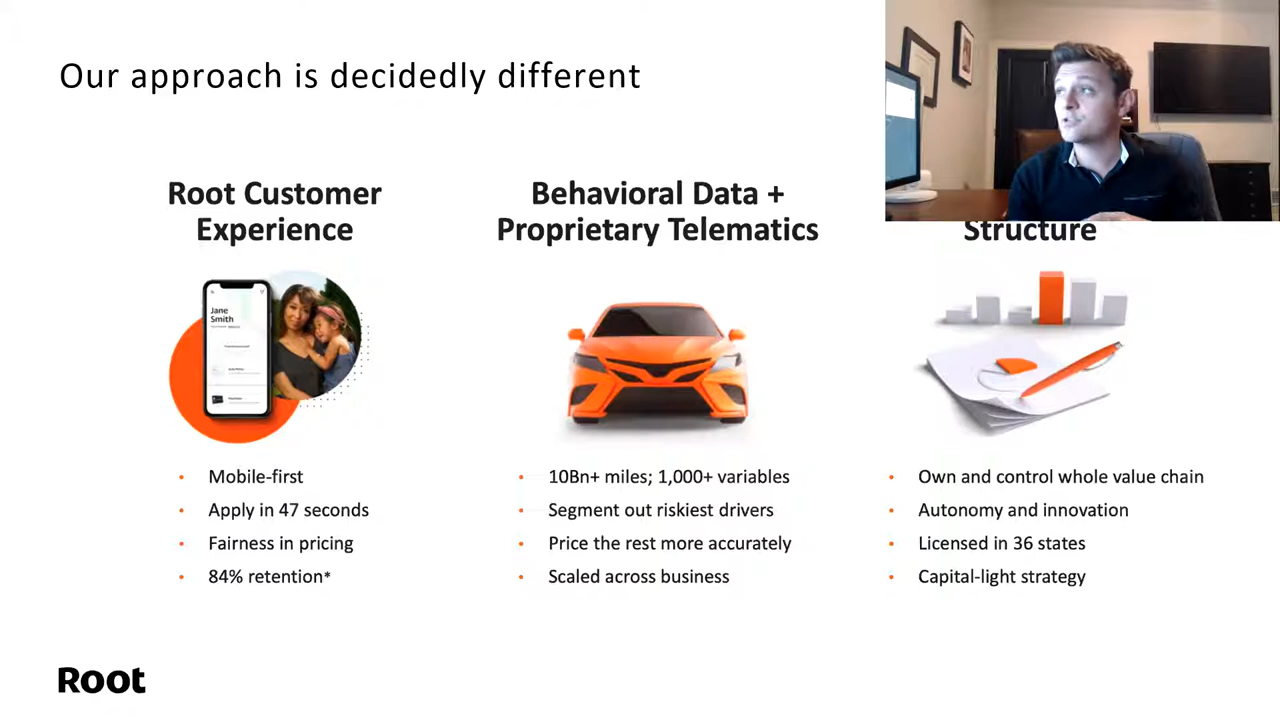 Our approach is decidedly different
Root Customer
Experience
Behavioral Data +
Proprietary Telematics
Structure
Jane
Smith
• Mobile-first
• Apply in 47 seconds
• Fairness in pricing
• 84% retention*
• 10Bn+ miles; 1,000+ variables
• Segment out riskiest drivers
• Price the rest more accurately
• Scaled across business
• Own and control whole value chain
• Autonomy and innovation
• Licensed in 36 states
• Capital-light strategy
Root